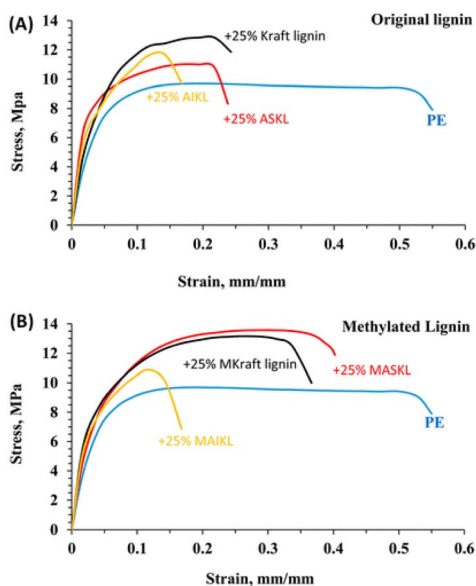 (A)
Original lignin
14
+25% Kraft lignin
12
10
+25% AIKL
+25% ASKL
8
PE
6
4
2
0
Stress, Mpa
0 0.1 0.2 0.3 0.4 0.5 0.6
Strain, mm/mm
(B)
Methylated Lignin
14
12
+25% MKraft lignin
+25% MASKL
10
+25% MAIKL
8
PE
6
4
2
0
Stress, MPa
0 0.1 0.2 0.3 0.4 0.5 0.6
Strain, mm/mm